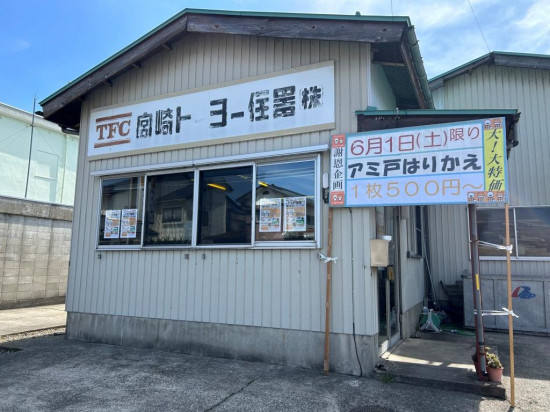 TFC 宮崎トーヨー住器㈱
謝恩企画
6月1日(土)限り
アミ戸はりかえ
1枚500円〜
大!大特価